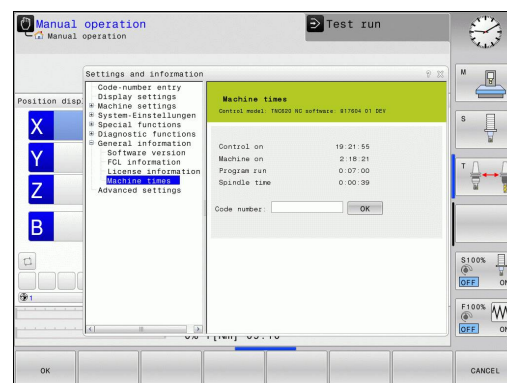 Manual operation
Manual operation
Test run
Settings and information
Position disp
Code-number entry
Display settings
Machine settings
System-Einstellungen
Special functions
Diagnostic functions
General information
Software version
FCL information
License information
Machine times
Advanced settings
Machine times
Control model: TNC620 NC software: 817604 01 DEV
Control on 19:21:55
Machine on 2:18:21
Program run 0:07:00
Spindle time 0:00:39
Code number: OK
X
Y
Z
B
1
M
S
T
S100%
OFF ON
F100%
OFF ON
OK
CANCEL